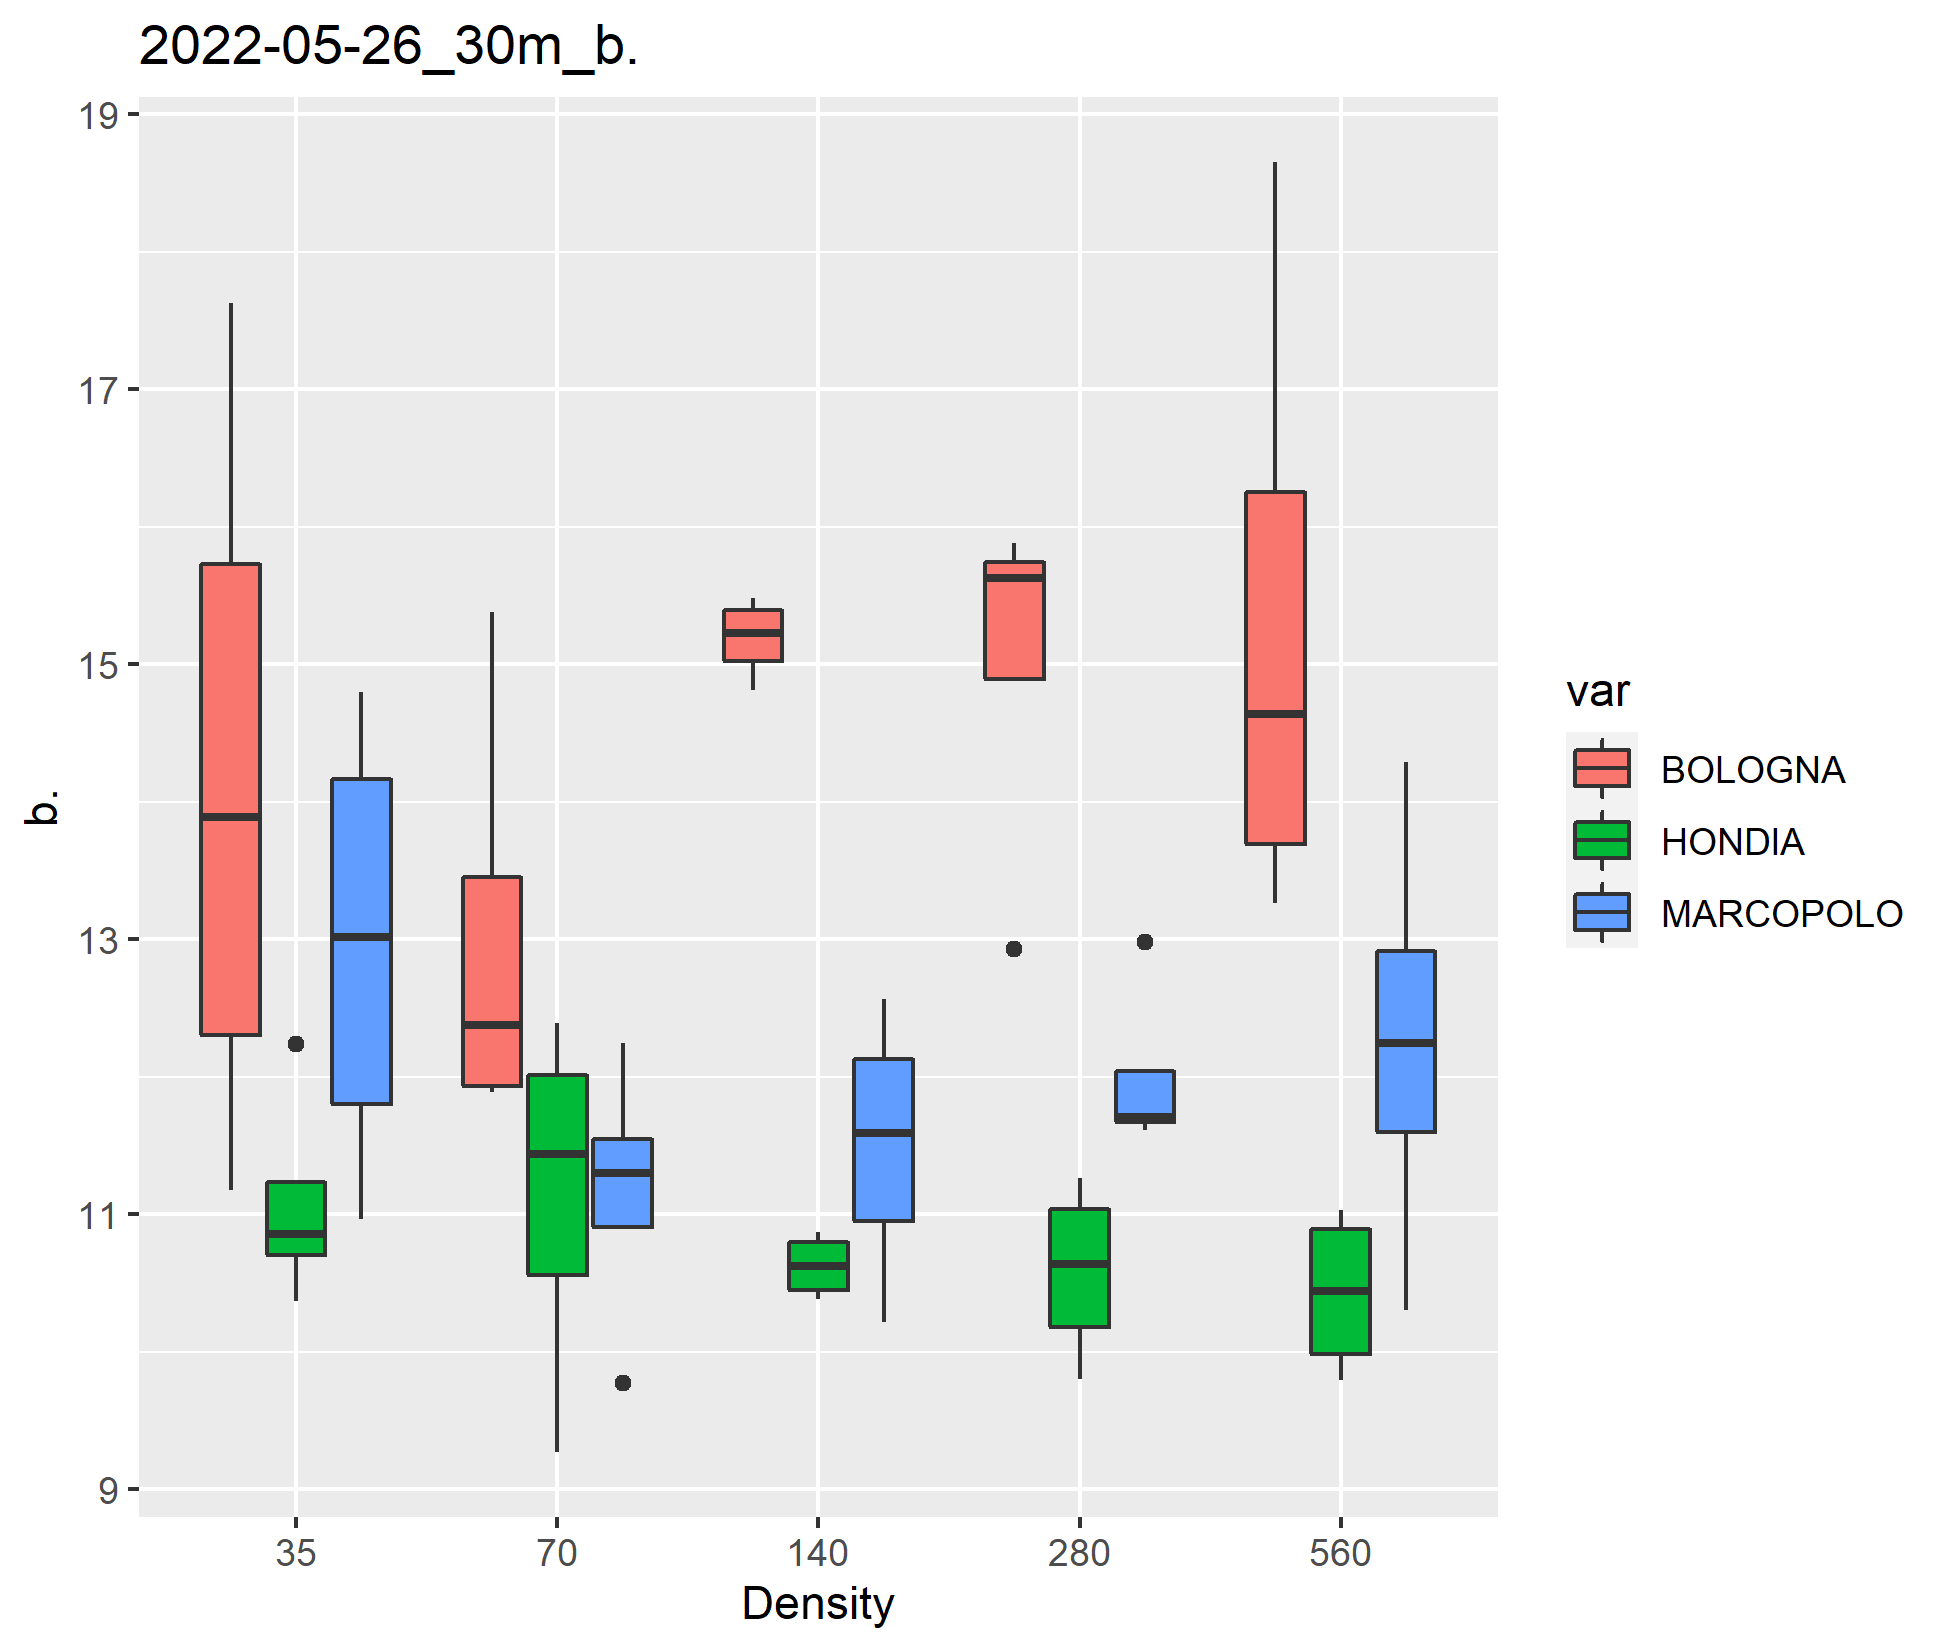 2022-05-26_30m_b.
19
17
15
13
11
9
b.
35 70 140 280 560
Density
var
BOLOGNA
HONDIA
MARCOPOLO